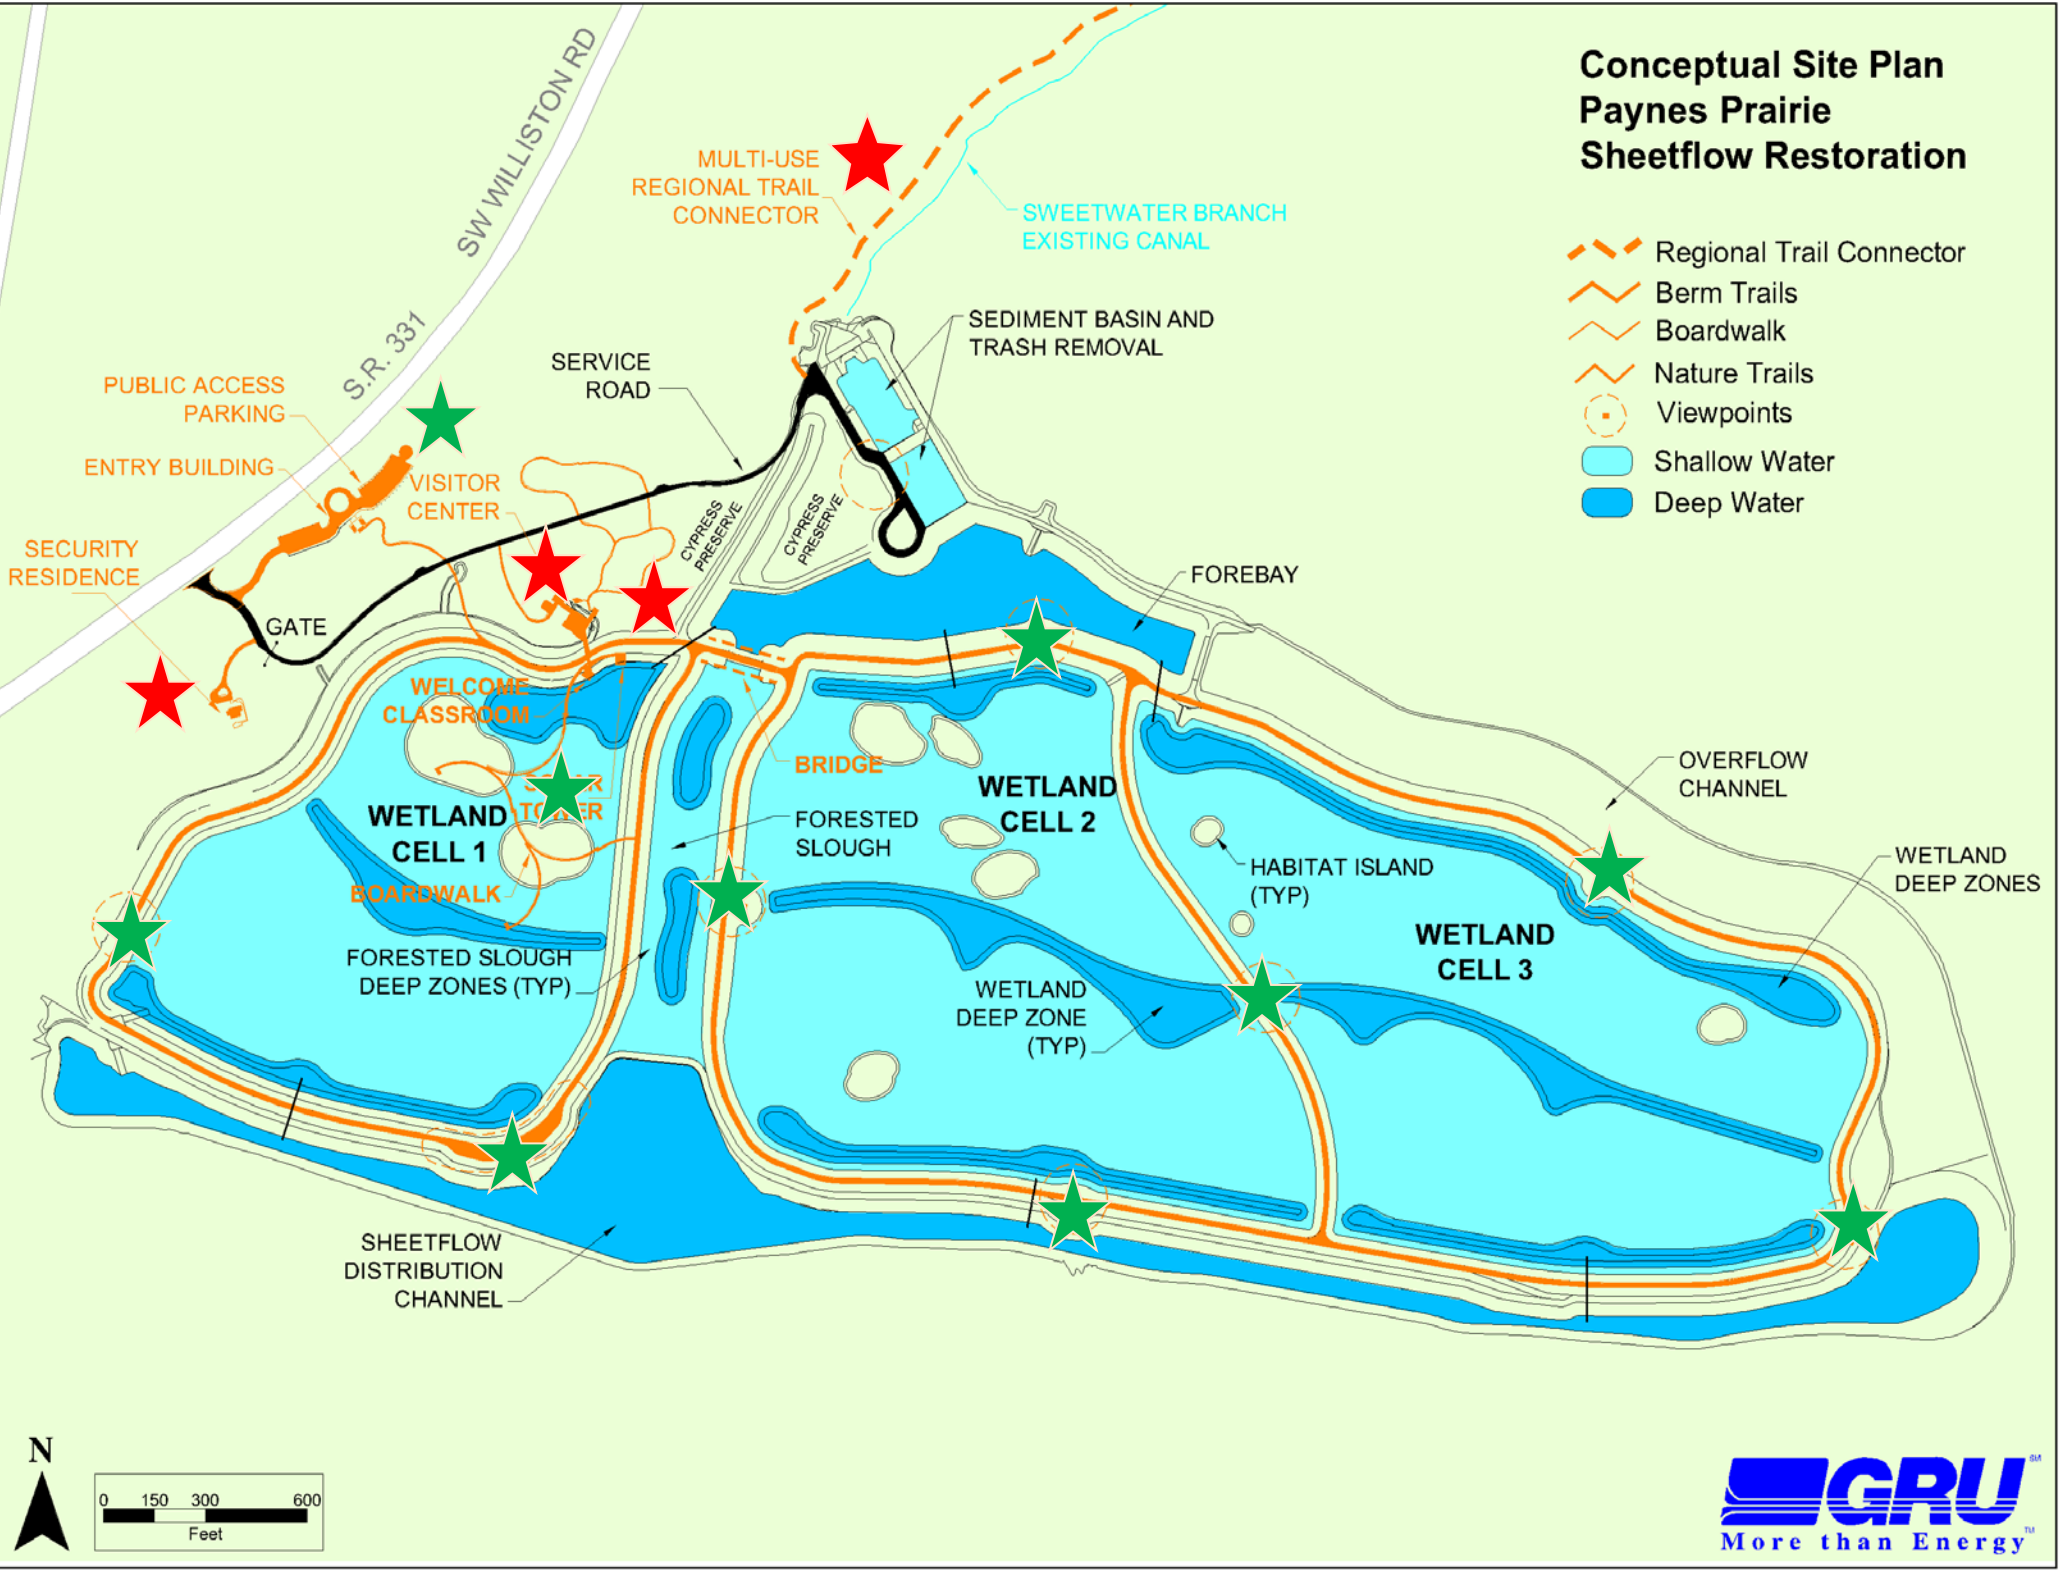 Conceptual Site Plan
Paynes Prairie
Sheetflow Restoration
SW WILLISTON RD
S.R. 331
MULTI-USE
REGIONAL TRAIL
CONNECTOR
SWEETWATER BRANCH
EXISTING CANAL
Regional Trail Connector
Berm Trails
Boardwalk
Nature Trails
Viewpoints
Shallow Water
Deep Water
SEDIMENT BASIN AND
TRASH REMOVAL
SERVICE
ROAD
PUBLIC ACCESS
PARKING
ENTRY BUILDING
VISITOR
CENTER
SECURITY
RESIDENCE
GATE
CYPRESS
PRESERVE
CYPRESS
PRESERVE
FOREBAY
WELCOME
CLASSROOM
BRIDGE
TOWER
WETLAND
CELL 1
BOARDWALK
FORESTED
SLOUGH
WETLAND
CELL 2
OVERFLOW
CHANNEL
HABITAT ISLAND
(TYP)
WETLAND
DEEP ZONES
WETLAND
CELL 3
FORESTED SLOUGH
DEEP ZONES (TYP)
WETLAND
DEEP ZONE
(TYP)
SHEETFLOW
DISTRIBUTION
CHANNEL
N
0 150 300 600
Feet
GRU SM
More than Energy TM